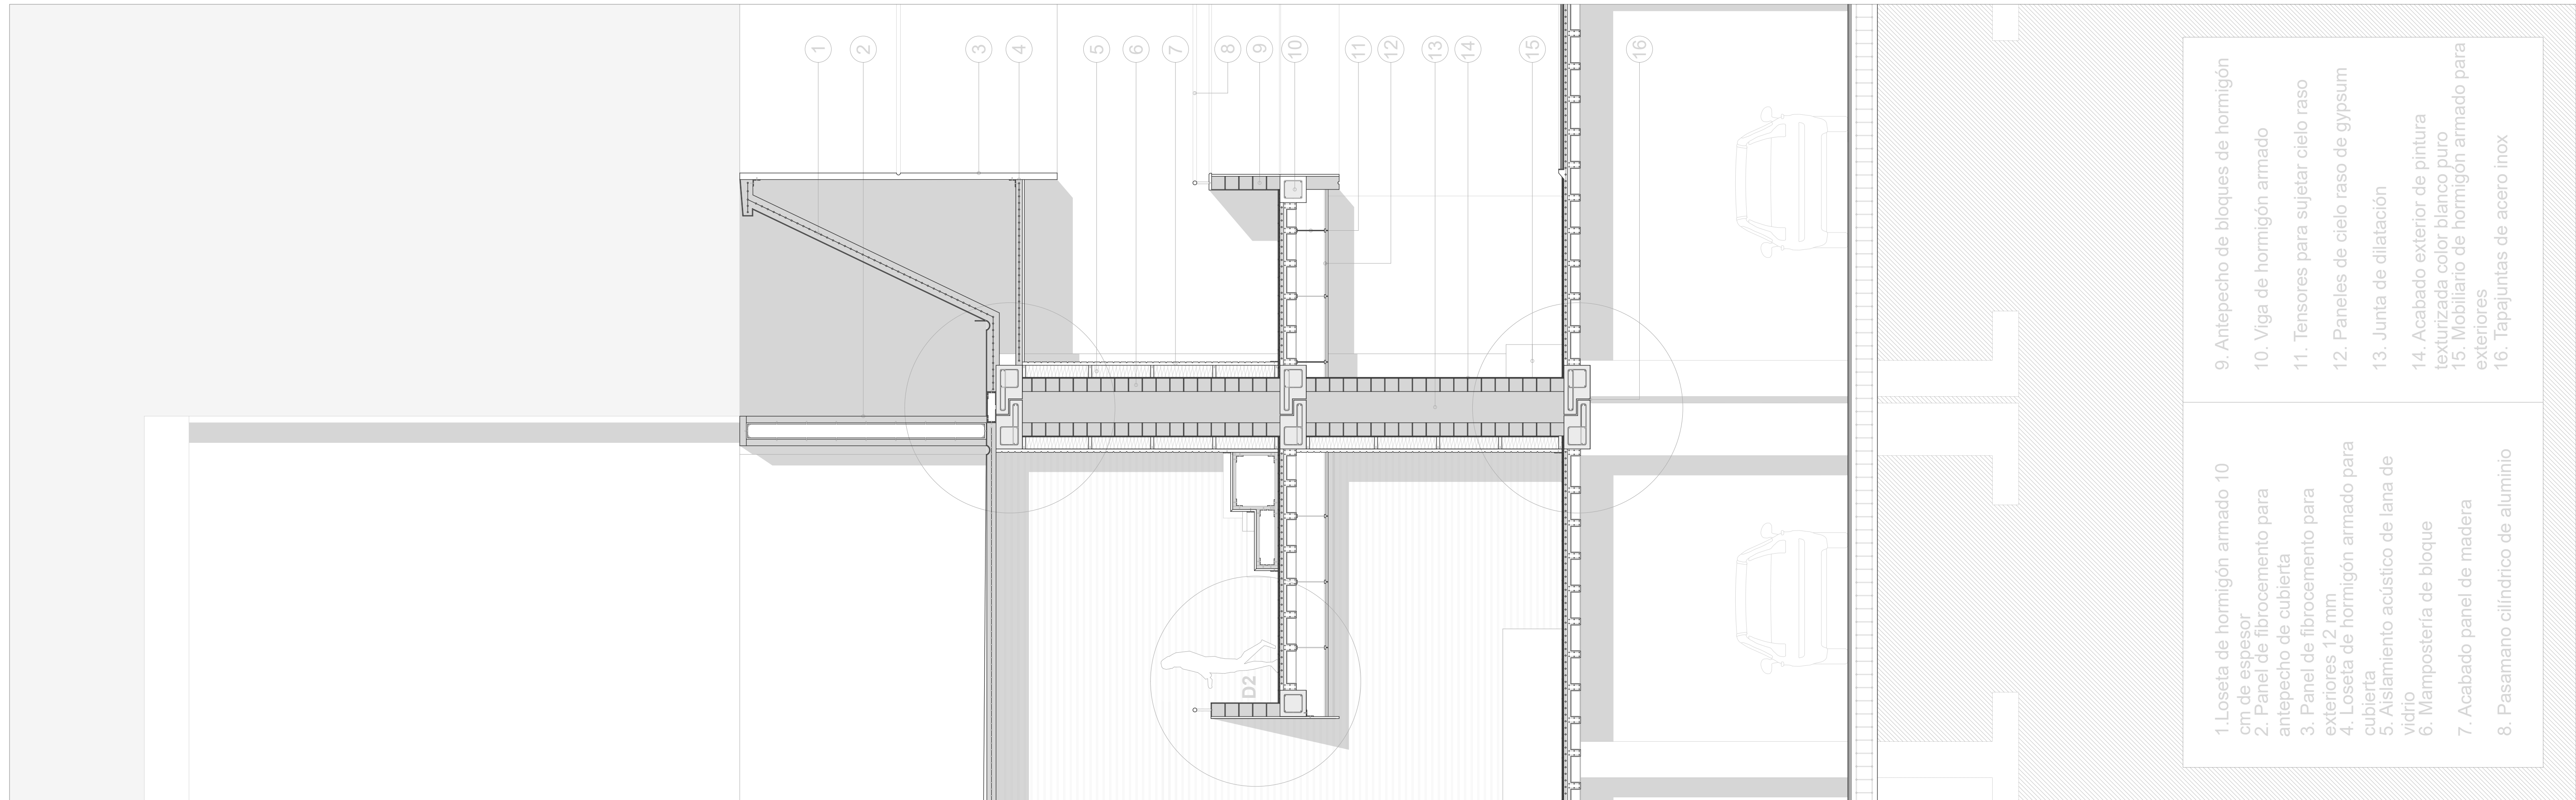 1
2
3
4
5
6
7
8
9
10
11
12
13
14
15
16
D2
1.Loseta de hormigón armado 10
cm de espesor
2. Panel de fibrocemento para
antepecho de cubierta
3. Panel de fibrocemento para
exteriores 12 mm
4. Loseta de hormigón armado para
cubierta
5. Aislamiento acústico de lana de
vidrio
6. Mampostería de bloque
7. Acabado panel de madera
8. Pasamano cilíndrico de aluminio
9. Antepecho de bloques de hormigón
10. Viga de hormigón armado
11. Tensores para sujetar cielo raso
12. Paneles de cielo raso de gypsum
13. Junta de dilatación
14. Acabado exterior de pintura
texturizada color blanco puro
15. Mobiliario de hormigón armado para
exteriores
16. Tapajuntas de acero inox